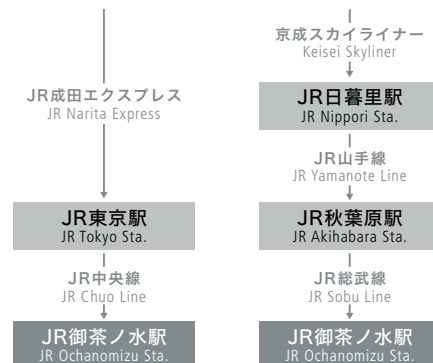 JR成田エクスプレス
JR Narita Express
JR東京駅
JR Tokyo Sta.
JR中央線
JR Chuo Line
JR御茶ノ水駅
JR Ochanomizu Sta.
京成スカイライナー
Keisei Skyliner
JR日暮里駅
JR Nippori Sta.
JR山手線
JR Yamanote Line
JR秋葉原駅
JR Akihabara Sta.
JR総武線
JR Sobu Line
JR御茶ノ水駅
JR Ochanomizu Sta.